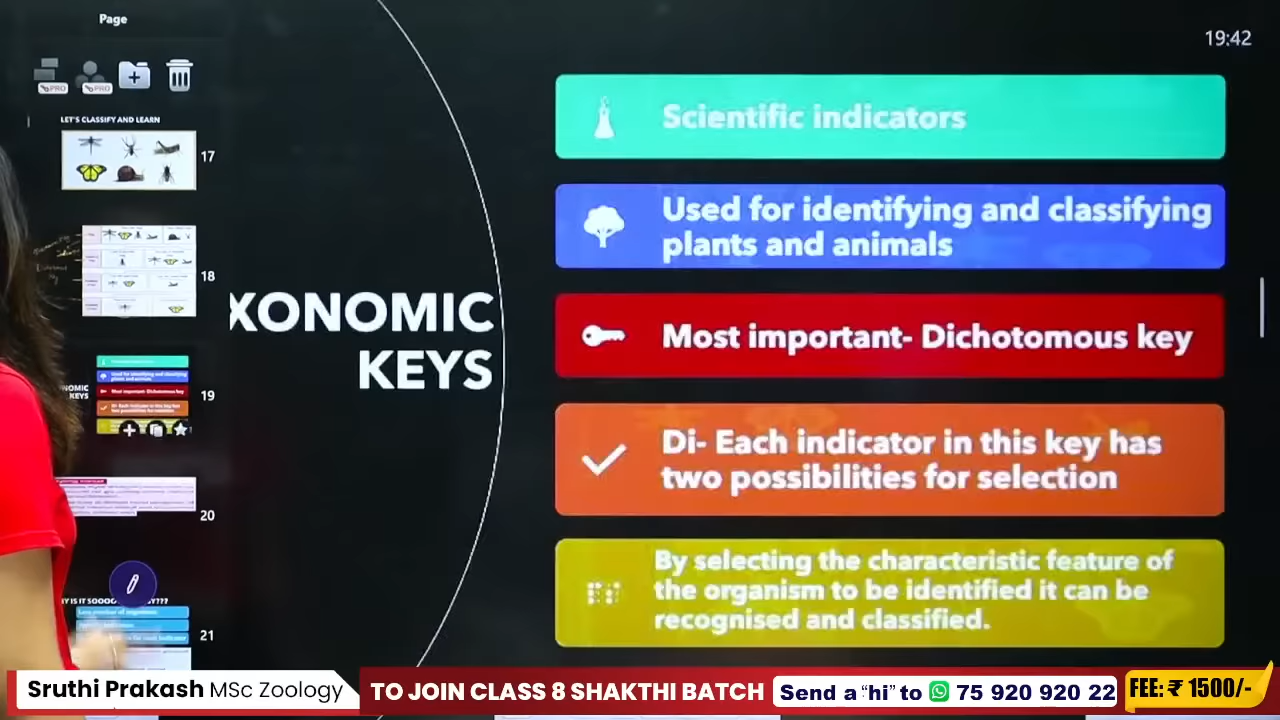 Page
19:42
PRO
PRO
LET'S CLASSIFY AND LEARN
17
18
19
20
21
XONOMIC
KEYS
Scientific indicators
Used for identifying and classifying
plants and animals
Most important- Dichotomous key
Di- Each indicator in this key has
two possibilities for selection
By selecting the characteristic feature of
the organism to be identified it can be
recognised and classified.
Sruthi Prakash MSc Zoology
TO JOIN CLASS 8 SHAKTHI BATCH
Send a “hi” to 75 920 920 22
FEE: ₹ 1500/-